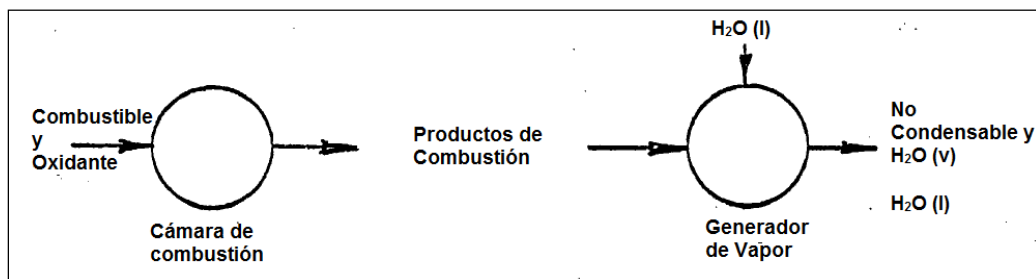 Combustible
y
Oxidante
Cámara de
combustión
Productos de
Combustión
H₂O (l)
Generador
de Vapor
No
Condensable y
H₂O (v)
H₂O (l)